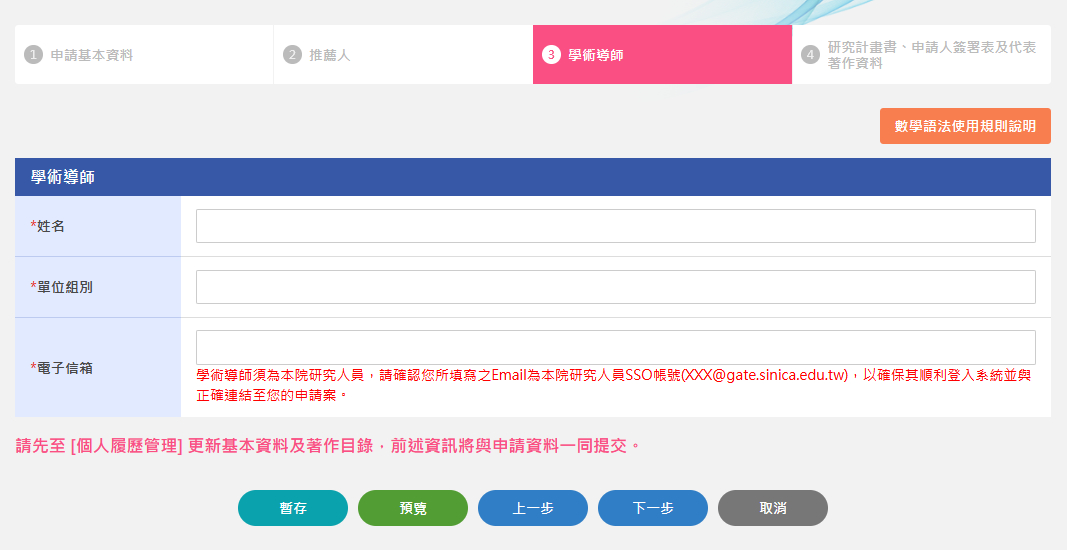 1 申請基本資料
2 推薦人
3 學術導師
4 研究計畫書、申請人簽署表及代表
著作資料
數學語法使用規則說明
學術導師
*姓名
*單位組別
*電子信箱
學術導師須為本院研究人員，請確認您所填寫之Email為本院研究人員SSO帳號(XXX@gate.sinica.edu.tw)，以確保其順利登入系統並與
正確連結至您的申請案。
請先至 [個人履歷管理] 更新基本資料及著作目錄，前述資訊將與申請資料一同提交。
暫存
預覽
上一步
下一步
取消